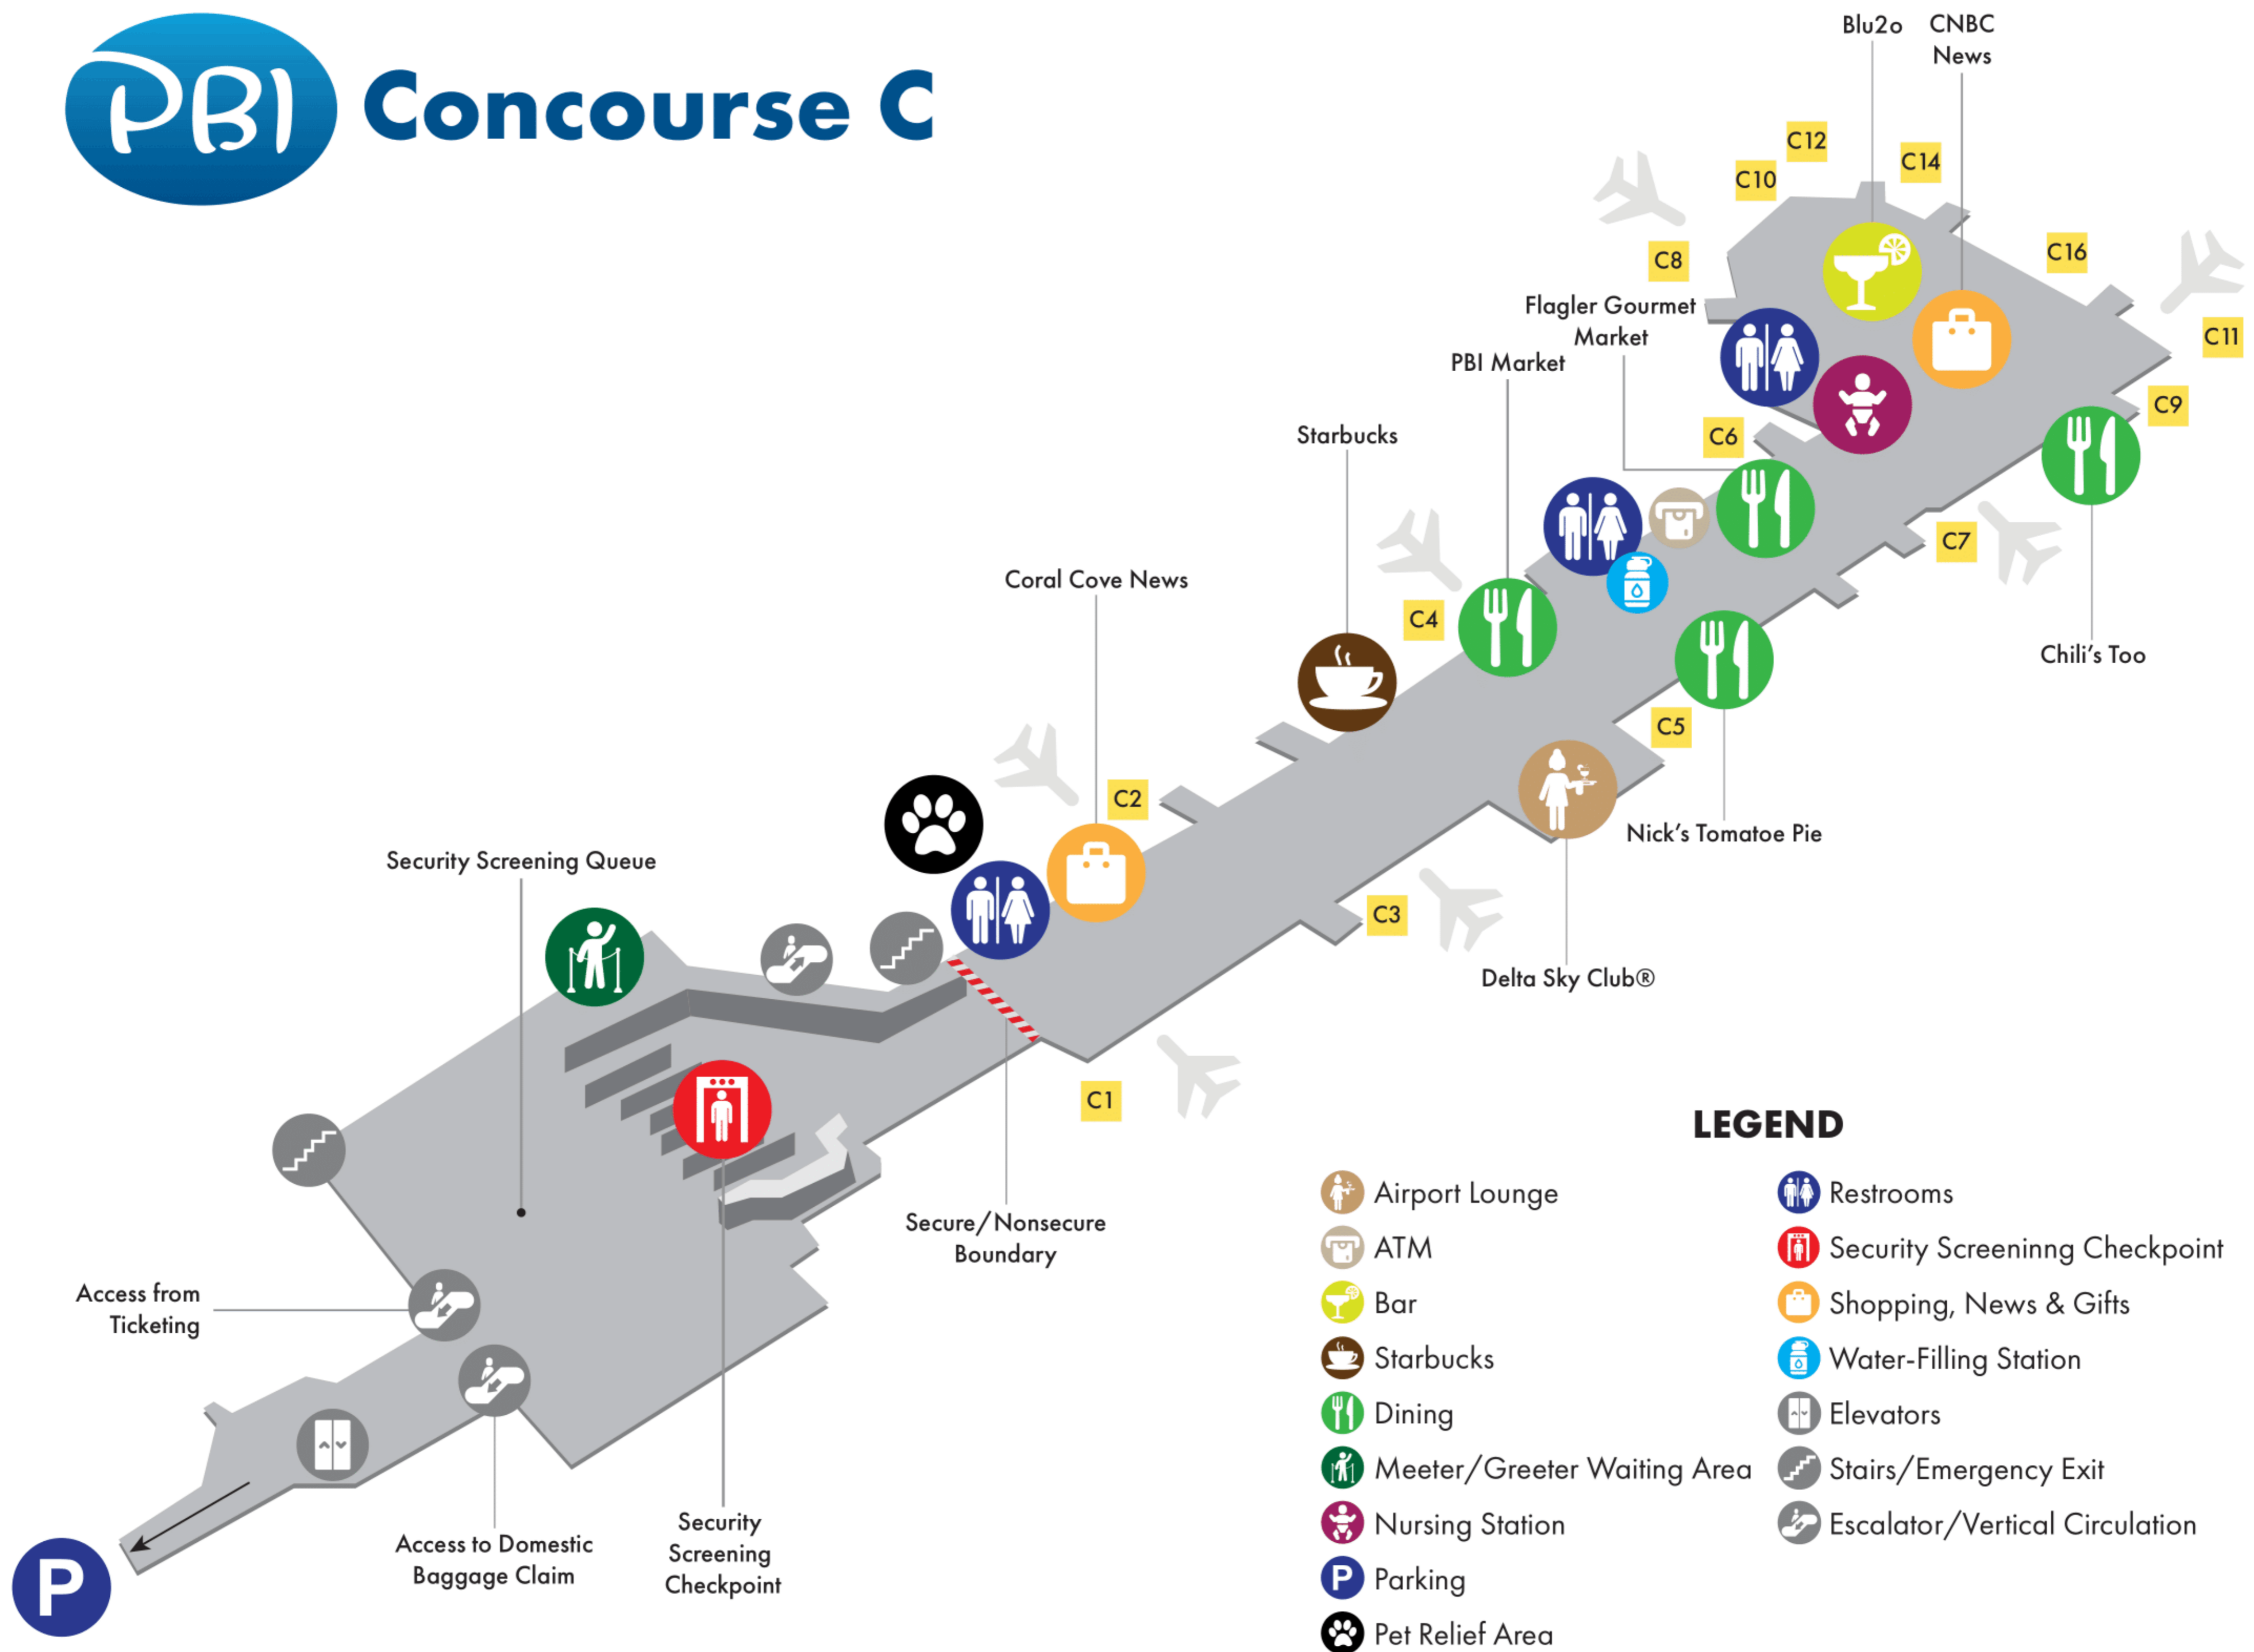 PBI Concourse C
Blu2o
CNBC
News
C12
C14
C10
C16
C8
Flagler Gourmet
Market
C11
PBI Market
C9
Starbucks
C6
C7
Coral Cove News
C4
Chili's Too
C5
C2
Nick's Tomatoe Pie
Security Screening Queue
C3
Delta Sky Club®
C1
Secure/Nonsecure
Boundary
Access from
Ticketing
Security
Screening
Checkpoint
Access to Domestic
Baggage Claim
P
LEGEND
Airport Lounge
ATM
Bar
Starbucks
Dining
Meeter/Greeter Waiting Area
Nursing Station
P Parking
Pet Relief Area
Restrooms
Security Screeninng Checkpoint
Shopping, News & Gifts
Water-Filling Station
Elevators
Stairs/Emergency Exit
Escalator/Vertical Circulation